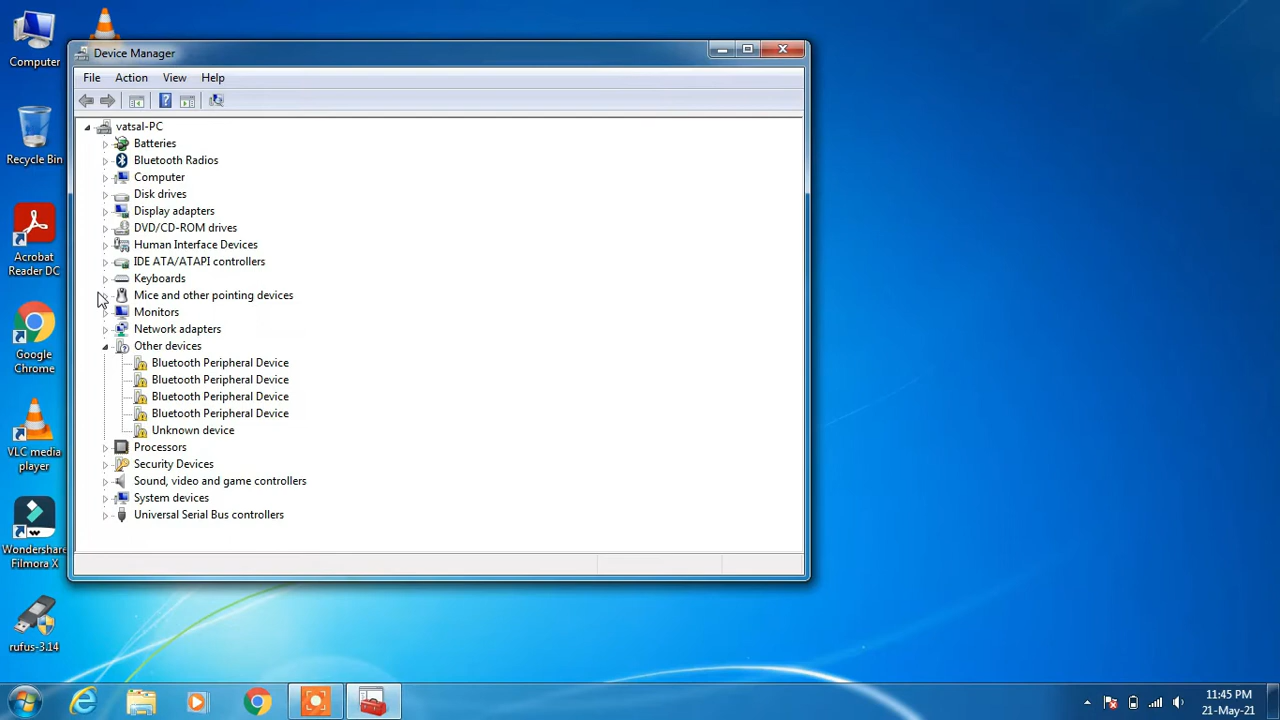 Computer
Recycle Bin
Acrobat
Reader DC
Google
Chrome
VLC media
player
Wondershare
Filmora X
rufus-3.14
Device Manager
File Action View Help
vatsal-PC
Batteries
Bluetooth Radios
Computer
Disk drives
Display adapters
DVD/CD-ROM drives
Human Interface Devices
IDE ATA/ATAPI controllers
Keyboards
Mice and other pointing devices
Monitors
Network adapters
Other devices
Bluetooth Peripheral Device
Bluetooth Peripheral Device
Bluetooth Peripheral Device
Bluetooth Peripheral Device
Unknown device
Processors
Security Devices
Sound, video and game controllers
System devices
Universal Serial Bus controllers
11:45 PM
21-May-21